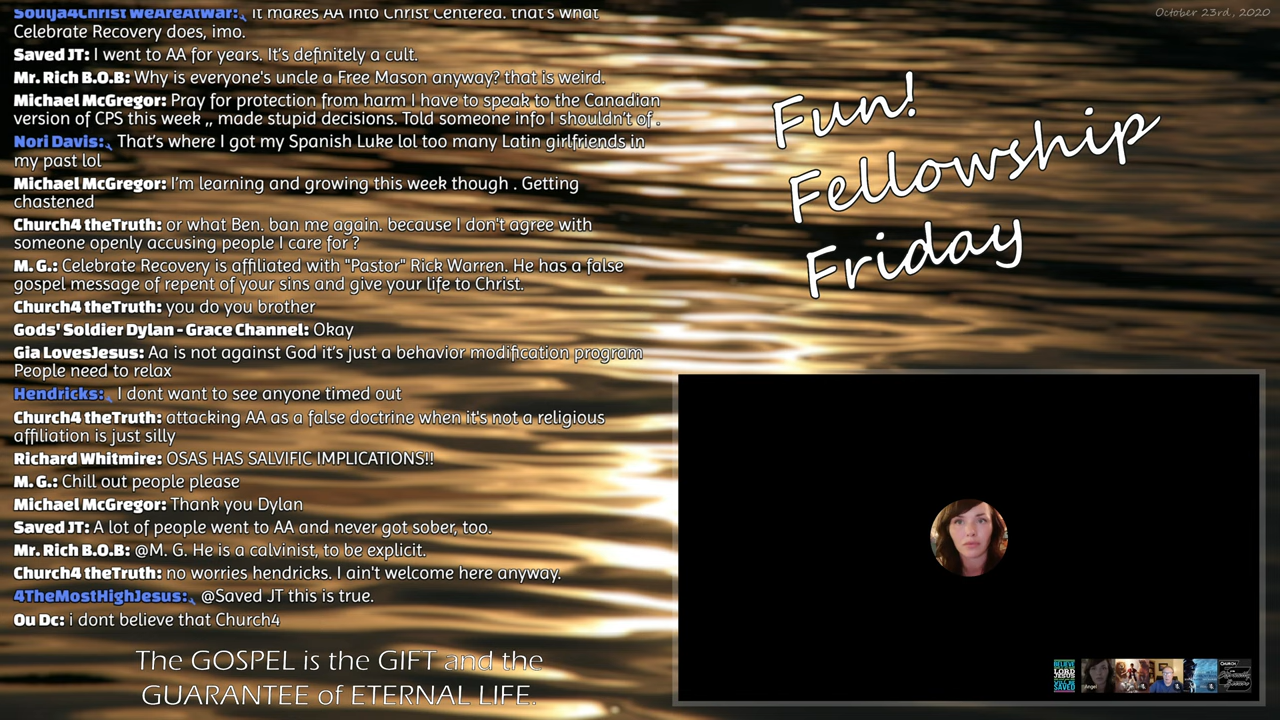 Soulja4Christ WeAreAtWar: It makes AA into Christ Centered. that's what
Celebrate Recovery does, imo.
Saved JT: I went to AA for years. It's definitely a cult.
Mr. Rich B.O.B: Why is everyone's uncle a Free Mason anyway? that is weird.
Michael McGregor: Pray for protection from harm I have to speak to the Canadian
version of CPS this week ,, made stupid decisions. Told someone info I shouldn't of .
Nori Davis: That's where I got my Spanish Luke lol too many Latin girlfriends in
my past lol
Michael McGregor: I'm learning and growing this week though . Getting
chastened
Church4 theTruth: or what Ben. ban me again. because I don't agree with
someone openly accusing people I care for ?
M. G.: Celebrate Recovery is affiliated with "Pastor" Rick Warren. He has a false
gospel message of repent of your sins and give your life to Christ.
Church4 theTruth: you do you brother
Gods' Soldier Dylan - Grace Channel: Okay
Gia LovesJesus: Aa is not against God it's just a behavior modification program
People need to relax
Hendricks: I dont want to see anyone timed out
Church4 theTruth: attacking AA as a false doctrine when it's not a religious
affiliation is just silly
Richard Whitmire: OSAS HAS SALVIFIC IMPLICATIONS!!
M. G.: Chill out people please
Michael McGregor: Thank you Dylan
Saved JT: A lot of people went to AA and never got sober, too.
Mr. Rich B.O.B: @M. G. He is a calvinist, to be explicit.
Church4 theTruth: no worries hendricks. I ain't welcome here anyway.
4TheMostHighJesus: @Saved JT this is true.
Ou Dc: i dont believe that Church4
The GOSPEL is the GIFT and the
GUARANTEE of ETERNAL LIFE.
October 23rd, 2020
Fun!
Fellowship
Friday
BELIEVE
LORD
JESUS
SAVED
Angel
CHURCH